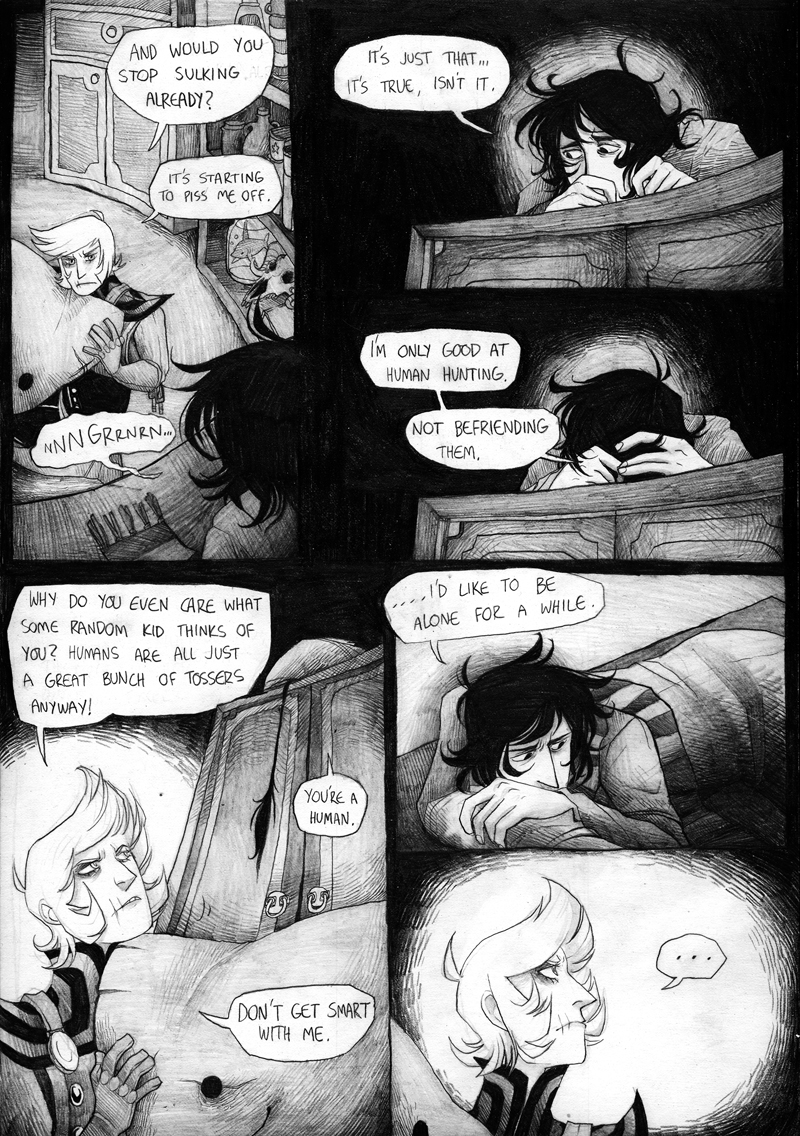 AND WOULD YOU
STOP SULKING
ALREADY?
IT'S STARTING
TO PISS ME OFF.
NNNNGRRNRN...
IT'S JUST THAT...
IT'S TRUE, ISN'T IT.
I'M ONLY GOOD AT
HUMAN HUNTING.
NOT BEFRIENDING
THEM.
WHY DO YOU EVEN CARE WHAT
SOME RANDOM KID THINKS OF
YOU? HUMANS ARE ALL JUST
A GREAT BUNCH OF TOSSERS
ANYWAY!
YOU'RE A
HUMAN.
DON'T GET SMART
WITH ME.
.....I'D LIKE TO BE
ALONE FOR A WHILE.
...